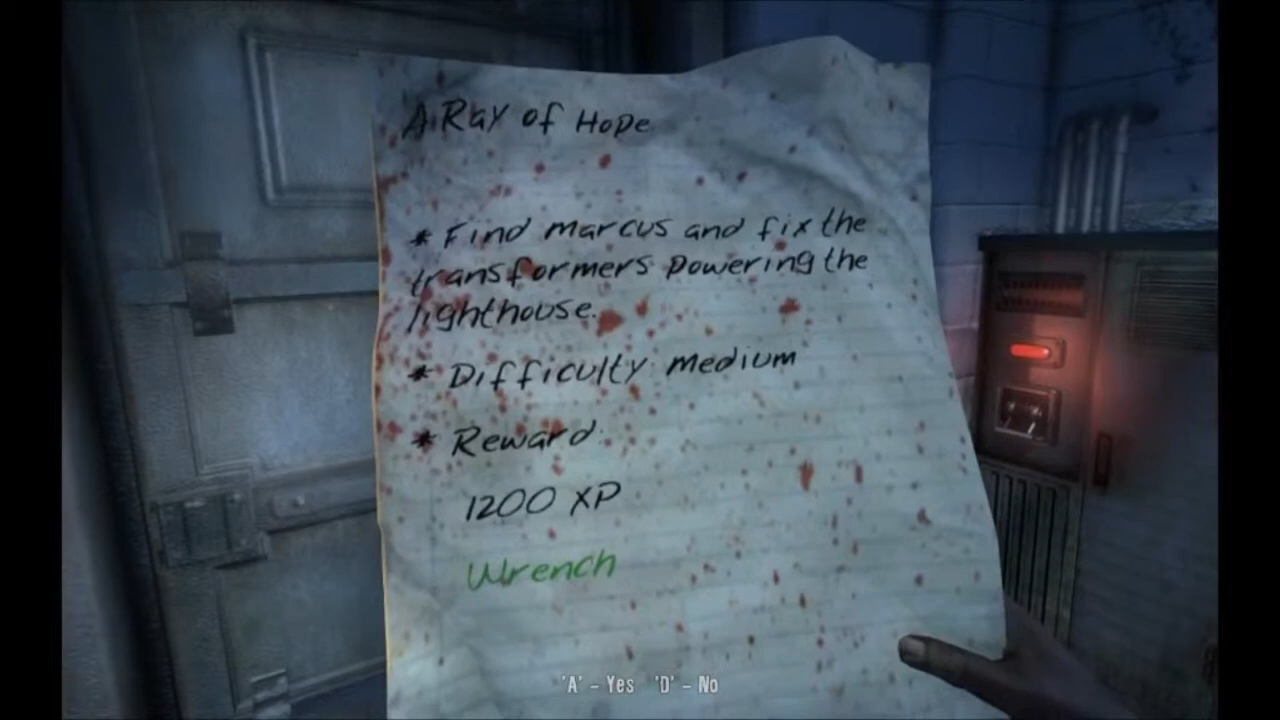 A Ray of Hope
* Find marcus and fix the
transformers powering the
lighthouse.
* Difficulty medium
* Reward
1200 XP
Wrench
'A' - Yes 'D' - No